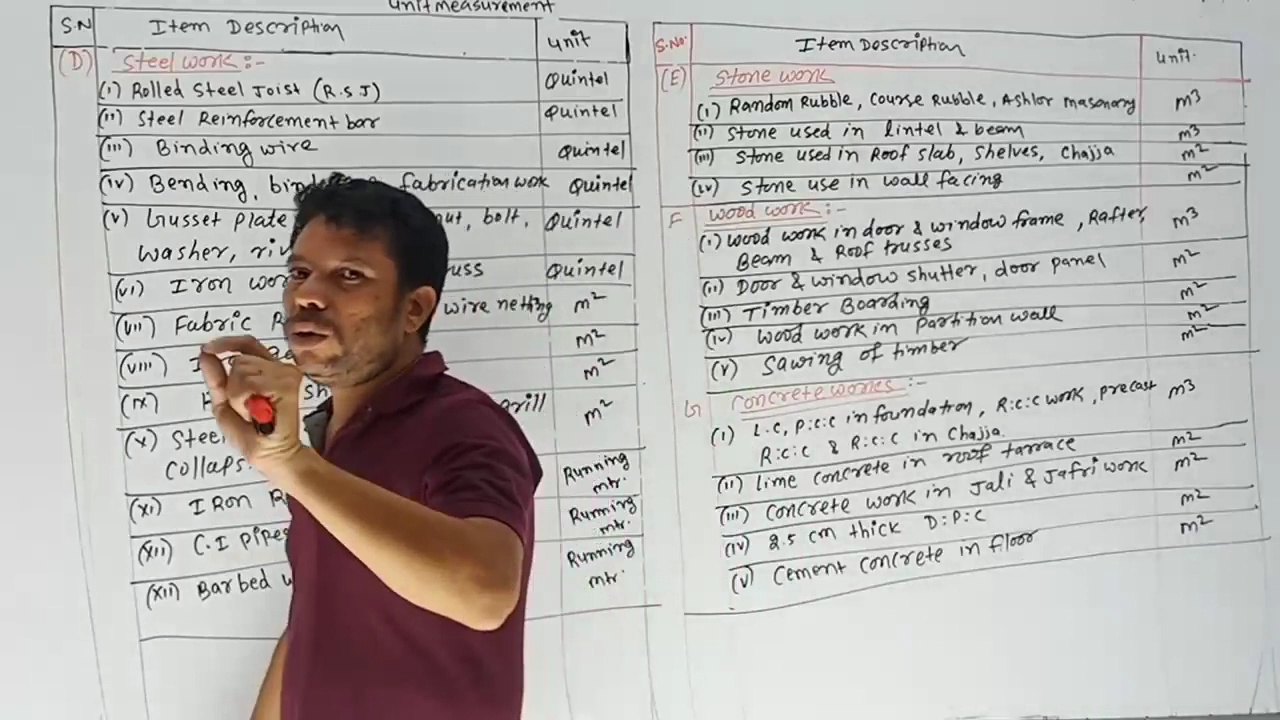 Unit measurement
S.N Item Description Unit
(D) Steel work :-
(i) Rolled Steel Joist (R.S.J) Quintel
(ii) Steel Reinforcement bar Quintel
(iii) Binding wire Quintel
(iv) Bending, fabrication work Quintel
(v) Gusset plate bolt, Quintel
washer,
(vi) Iron Quintel
(vii) Fabric wire netting m²
(viii) m²
m²
(ix) grill m²
(x) Steel
Collaps. Running mtr.
(xi) Iron Running mtr.
(xii) C.I pipes Running mtr.
(xii) Barbed
S.No. Item Description Unit.
(E) Stone work
(i) Random Rubble, Course Rubble, Ashlor masonary m³
(ii) Stone used in lintel & beam m³
(iii) Stone used in Roof slab, Shelves, Chajja m²
(iv) Stone use in wall facing m²
F Wood work :-
(i) Wood work in door & window frame, Rafter, m³
Beam & Roof trusses
(ii) Door & window shutter, door panel m²
(iii) Timber Boarding m²
(iv) Wood work in Partition wall m²
(v) Sawing of timber m²
G Concrete works :-
(i) L.C, P.C.C in foundation, R.C.C work, precast m³
R.C.C & R.C.C in Chajja.
(ii) Lime concrete in roof tarrace m²
(iii) Concrete work in Jali & Jafri work m²
(iv) 2.5 cm thick D.P.C m²
(v) Cement concrete in floor m²